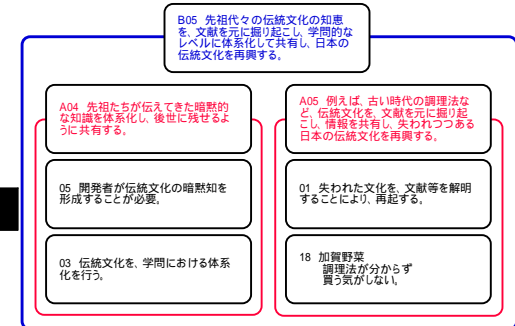 B05 先祖代々の伝統文化の知恵
を、文献を元に掘り起こし、学問的な
レベルに体系化して共有し、日本の
伝統文化を再興する。
A04 先祖たちが伝えてきた暗黙的
な知識を体系化し、後世に残せるよ
うに共有する。
05 開発者が伝統文化の暗黙知を
形成することが必要。
03 伝統文化を、学問における体系
化を行う。
A05 例えば、古い時代の調理法な
ど、伝統文化を、文献を元に掘り起
こし、情報を共有し、失われつつある
日本の伝統文化を再興する。
01 失われた文化を、文献等を解明
することにより、再起する。
18 加賀野菜
調理法が分からず
買う気がしない。